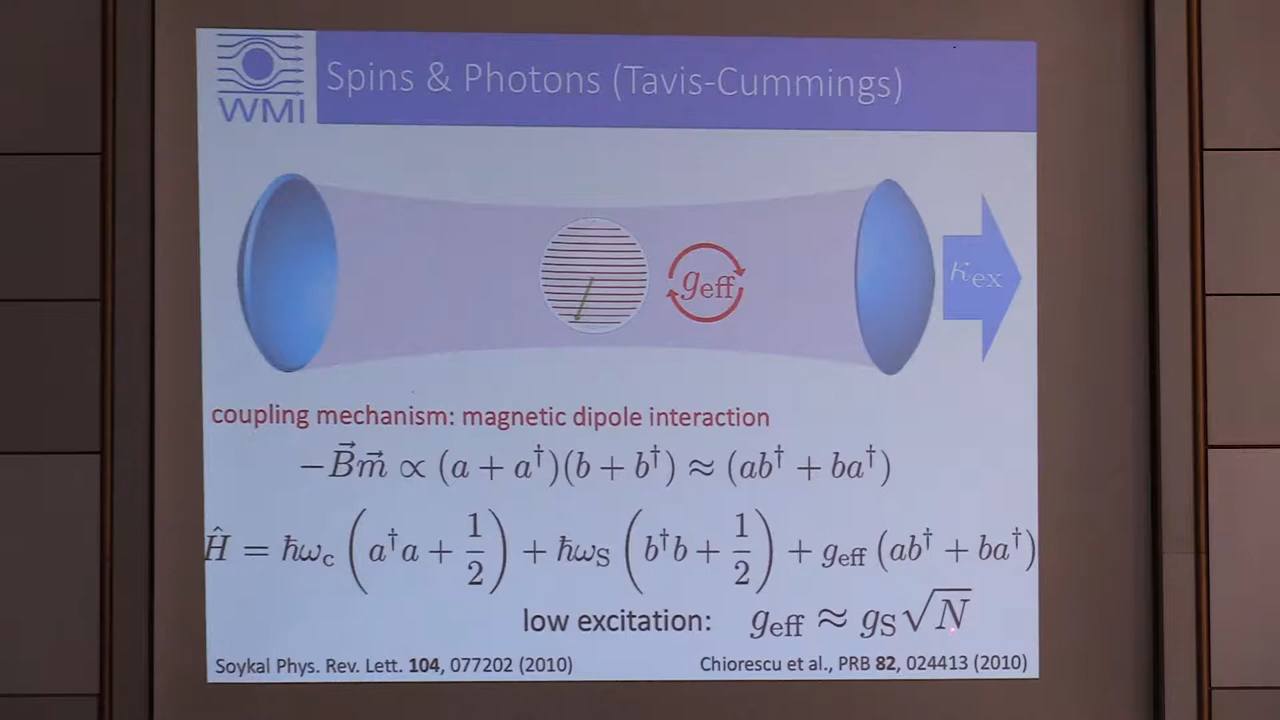 WMI
Spins & Photons (Tavis-Cummings)
g_eff
κ_ex
coupling mechanism: magnetic dipole interaction
−B⃗m⃗ ∝ (a + a†)(b + b†) ≈ (ab† + ba†)
Ĥ = ℏω_c (a†a + 1/2) + ℏω_S (b†b + 1/2) + g_eff (ab† + ba†)
low excitation: g_eff ≈ g_S√N
Soykal Phys. Rev. Lett. 104, 077202 (2010)
Chiorescu et al., PRB 82, 024413 (2010)